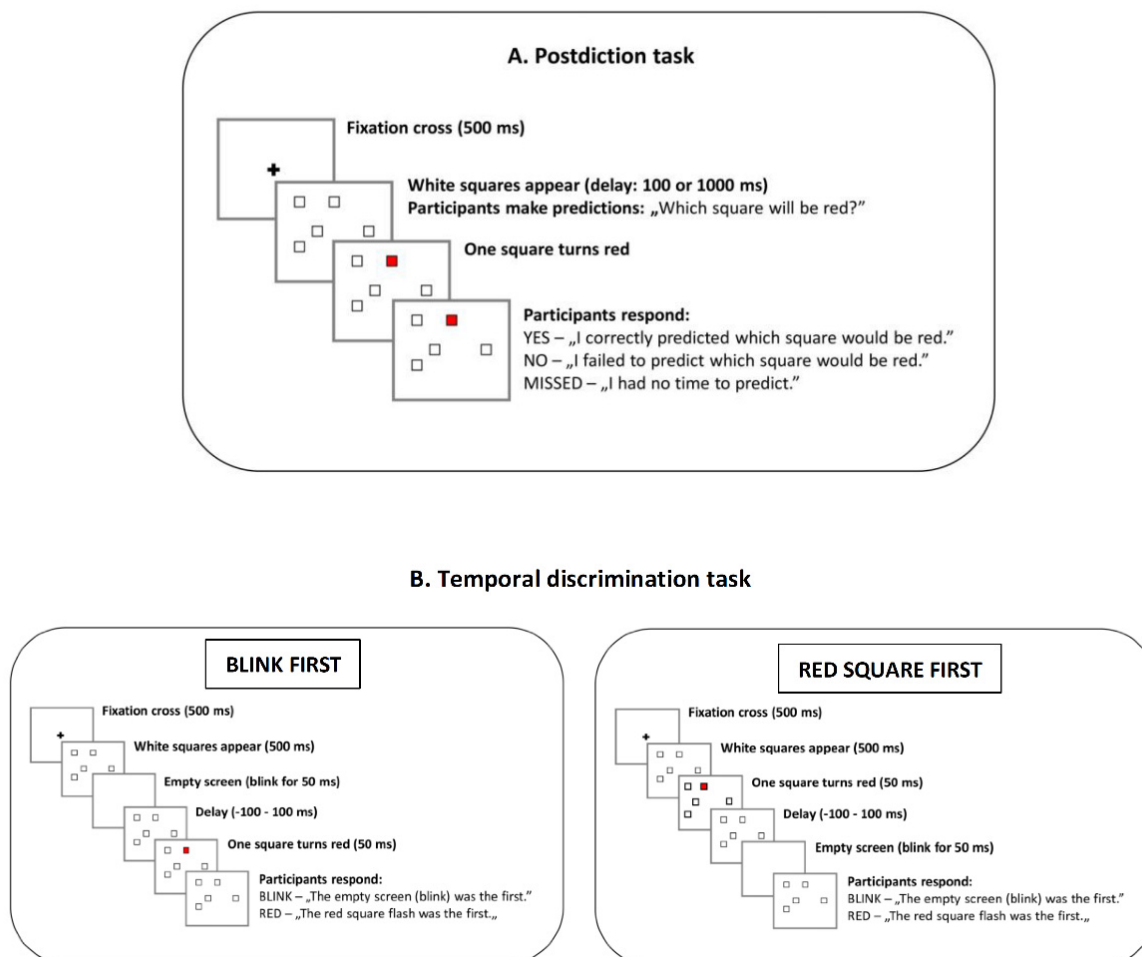 A. Postdiction task
Fixation cross (500 ms)
White squares appear (delay: 100 or 1000 ms)
Participants make predictions: „Which square will be red?”
One square turns red
Participants respond:
YES – „I correctly predicted which square would be red.”
NO – „I failed to predict which square would be red.”
MISSED – „I had no time to predict.”
B. Temporal discrimination task
BLINK FIRST
Fixation cross (500 ms)
White squares appear (500 ms)
Empty screen (blink for 50 ms)
Delay (-100 - 100 ms)
One square turns red (50 ms)
Participants respond:
BLINK – „The empty screen (blink) was the first.”
RED – „The red square flash was the first.„
RED SQUARE FIRST
Fixation cross (500 ms)
White squares appear (500 ms)
One square turns red (50 ms)
Delay (-100 - 100 ms)
Empty screen (blink for 50 ms)
Participants respond:
BLINK – „The empty screen (blink) was the first.”
RED – „The red square flash was the first.„